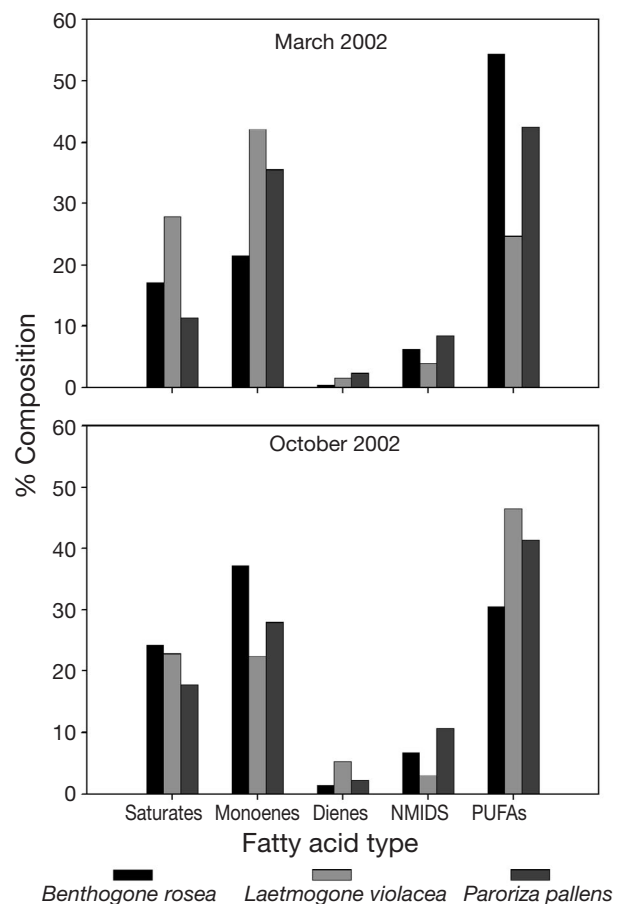 60
March 2002
50
40
30
20
10
0
% Composition
60
October 2002
50
40
30
20
10
0
Saturates Monoenes Dienes NMIDS PUFAs
Fatty acid type
Benthogone rosea Laetmogone violacea Paroriza pallens